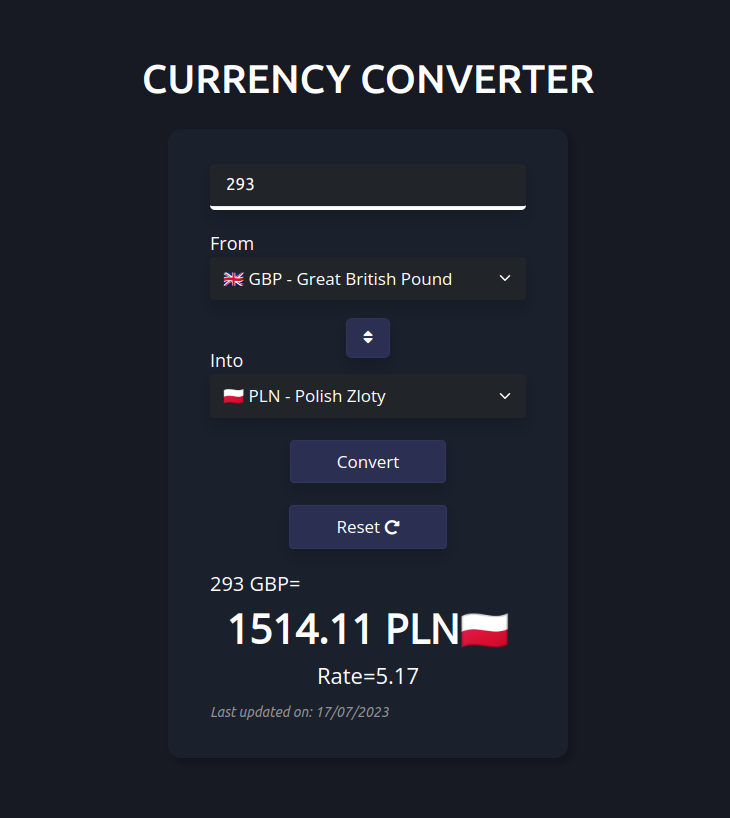 CURRENCY CONVERTER
293
From
🇬🇧 GBP - Great British Pound
Into
🇵🇱 PLN - Polish Zloty
Convert
Reset
293 GBP=
1514.11 PLN🇵🇱
Rate=5.17
Last updated on: 17/07/2023